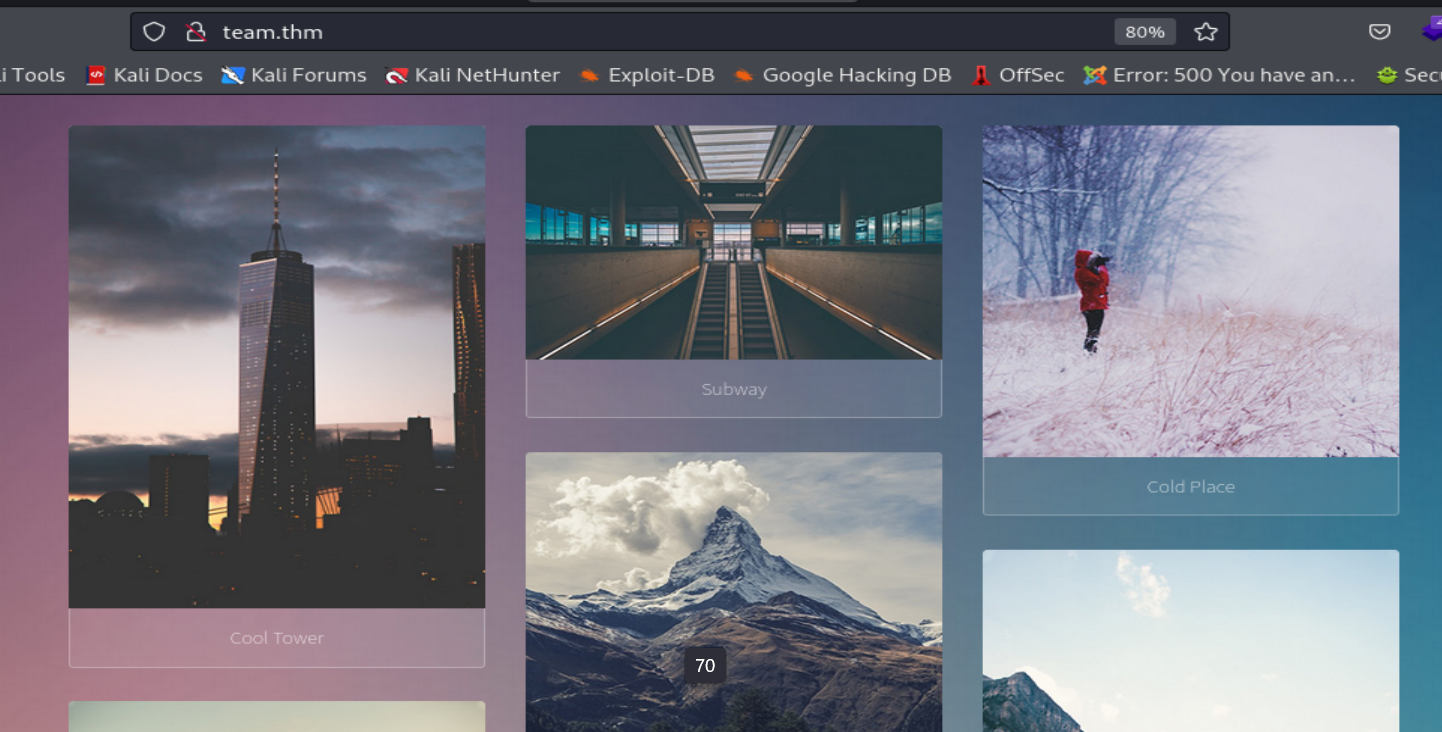 team.thm
80%
i Tools
Kali Docs
Kali Forums
Kali NetHunter
Exploit-DB
Google Hacking DB
OffSec
Error: 500 You have an...
Secu
Subway
Cold Place
Cool Tower
70